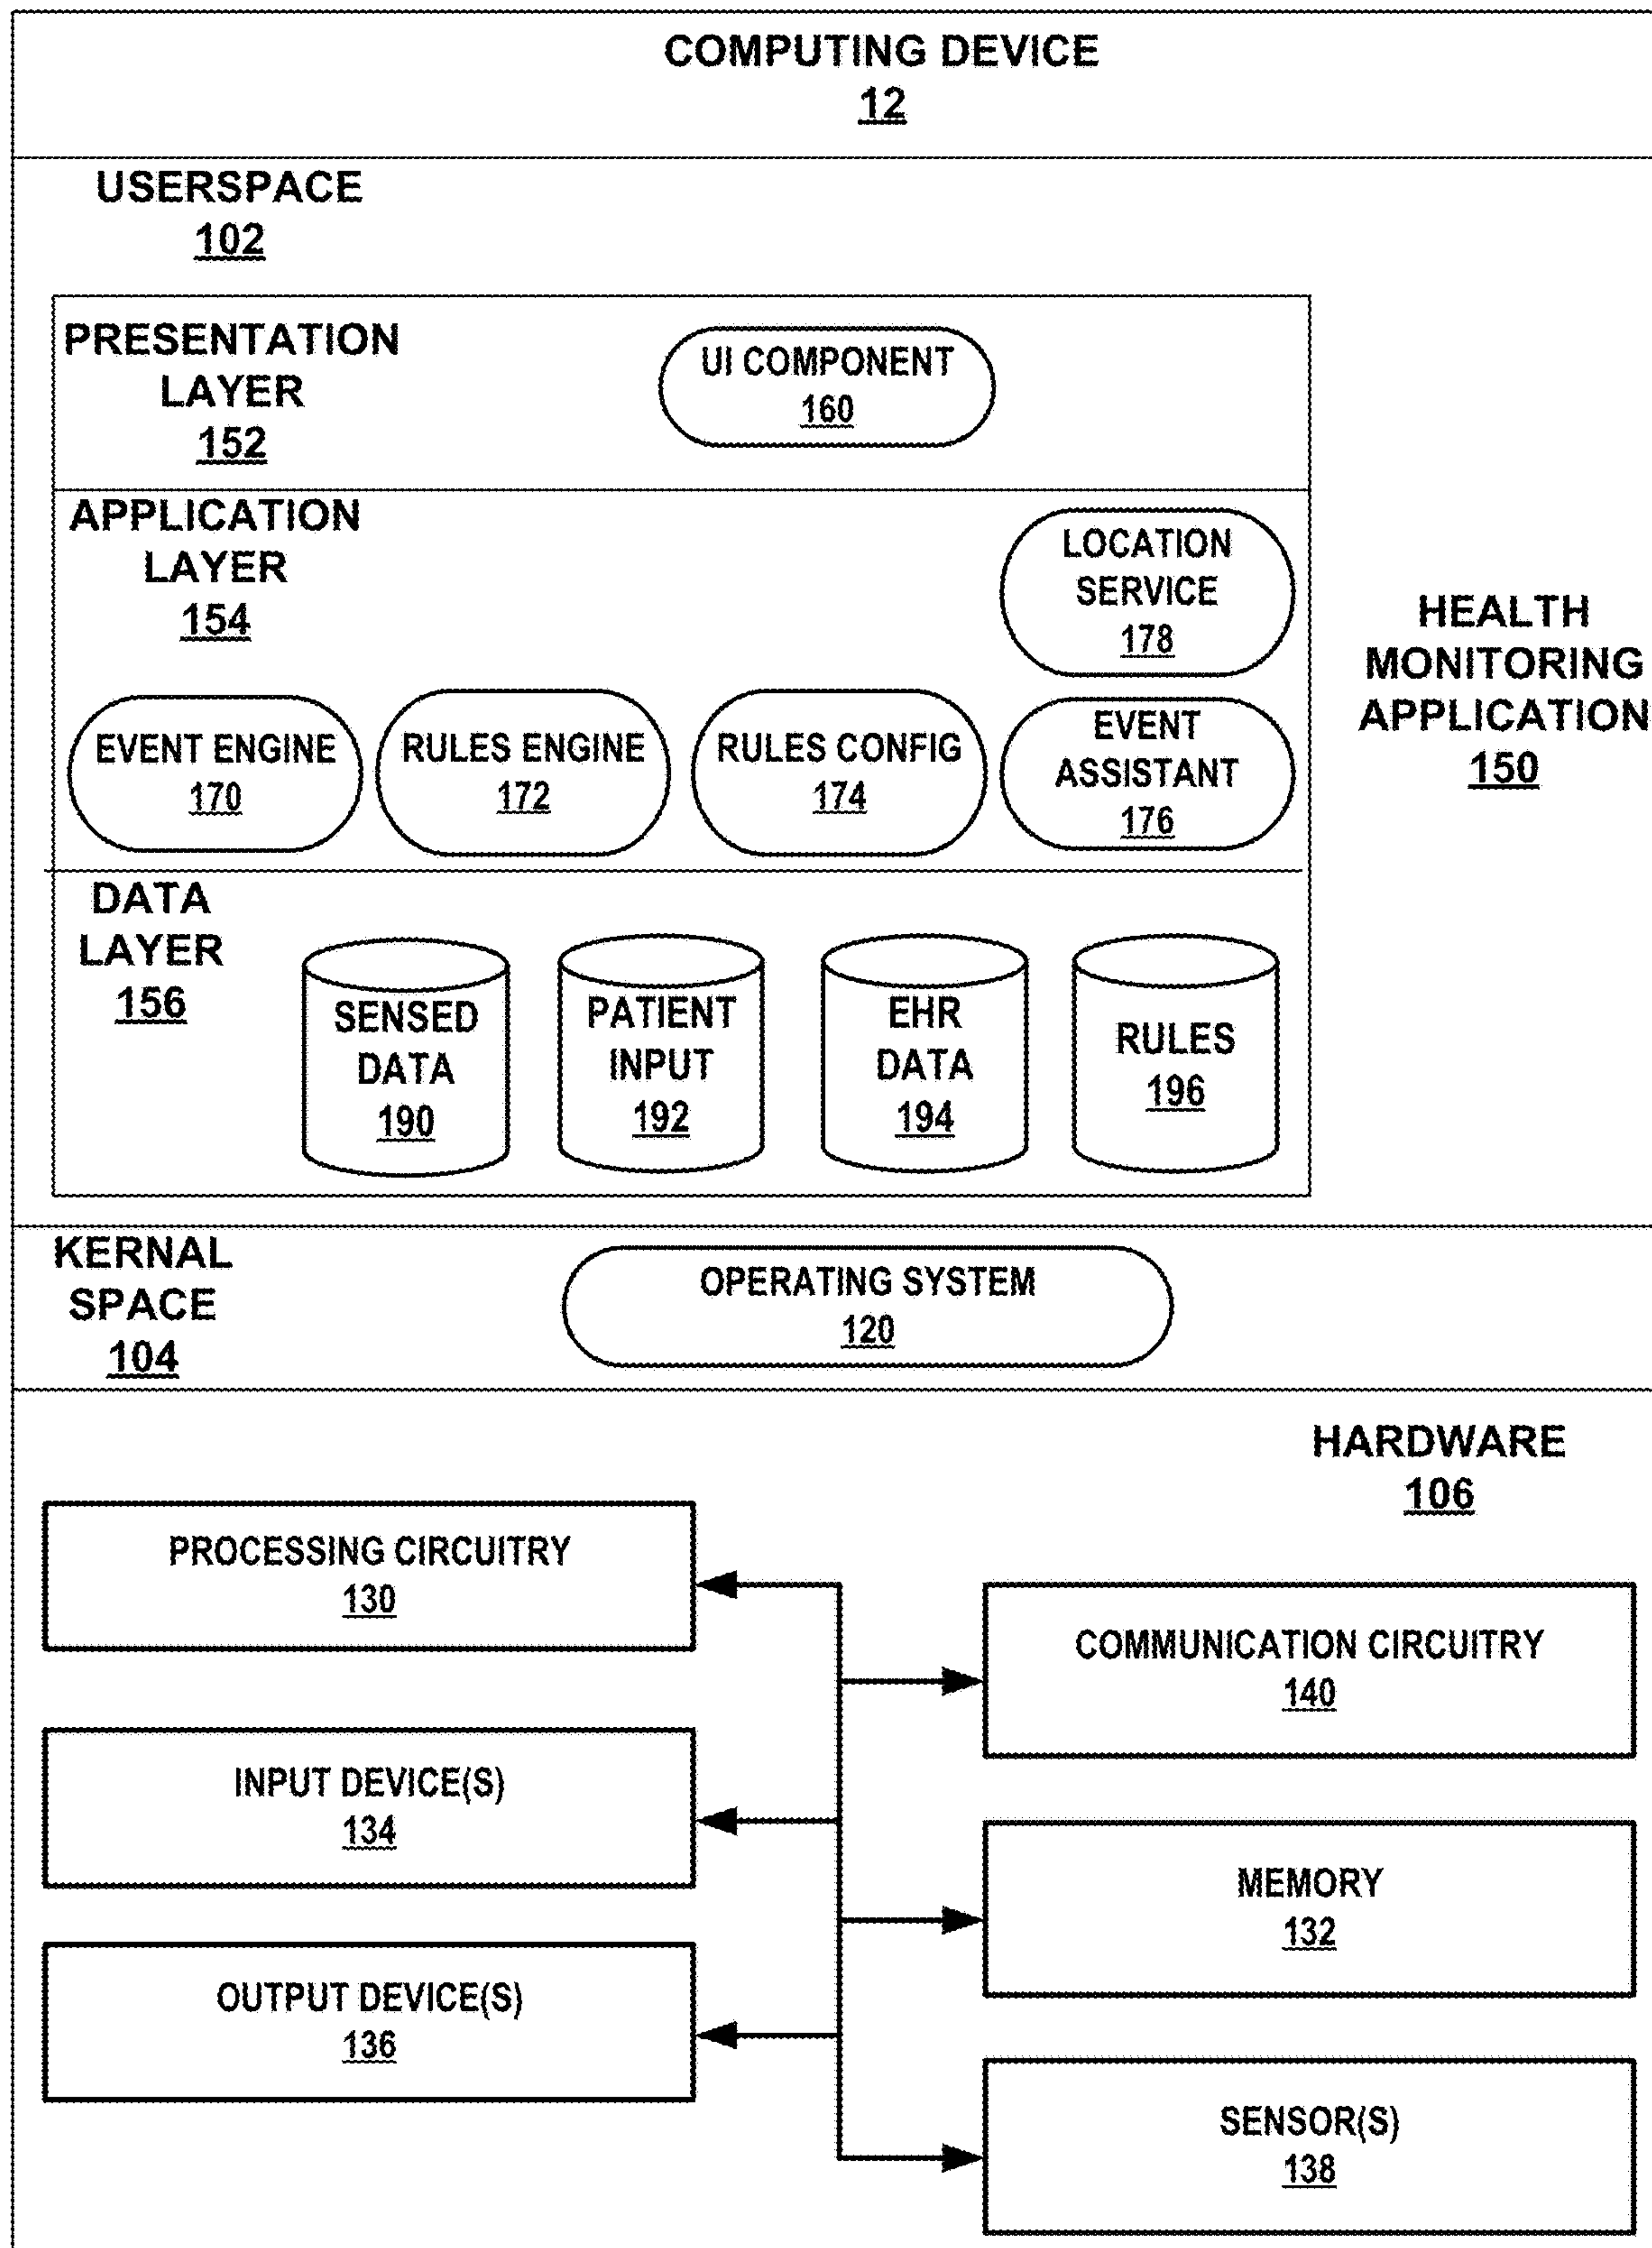 COMPUTING DEVICE
12
USERSPACE
102
PRESENTATION
LAYER
152
UI COMPONENT
160
APPLICATION
LAYER
154
LOCATION
SERVICE
178
EVENT ENGINE
170
RULES ENGINE
172
RULES CONFIG
174
EVENT
ASSISTANT
176
HEALTH
MONITORING
APPLICATION
150
DATA
LAYER
156
SENSED
DATA
190
PATIENT
INPUT
192
EHR
DATA
194
RULES
196
KERNAL
SPACE
104
OPERATING SYSTEM
120
HARDWARE
106
PROCESSING CIRCUITRY
130
COMMUNICATION CIRCUITRY
140
INPUT DEVICE(S)
134
MEMORY
132
OUTPUT DEVICE(S)
136
SENSOR(S)
138